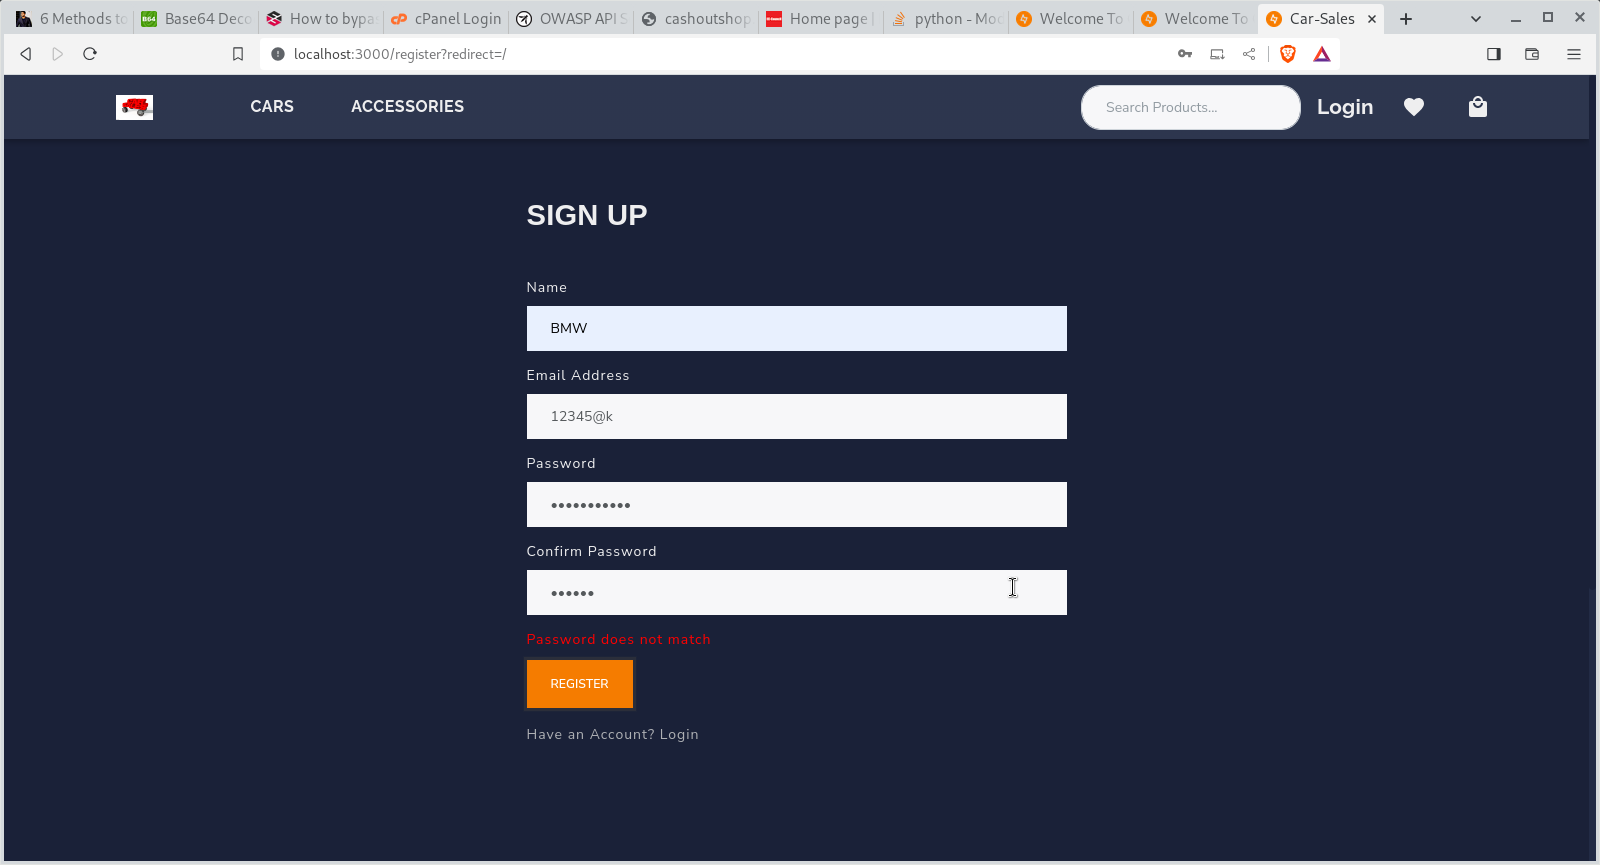 6 Methods to
B64 Base64 Deco
How to bypa
cPanel Login
OWASP API S
cashoutshop
Home page
python - Moc
Welcome To
Welcome To
Car-Sales
localhost:3000/register?redirect=/
CARS
ACCESSORIES
Search Products...
Login
SIGN UP
Name
BMW
Email Address
12345@k
Password
•••••••••••
Confirm Password
••••••
Password does not match
REGISTER
Have an Account? Login